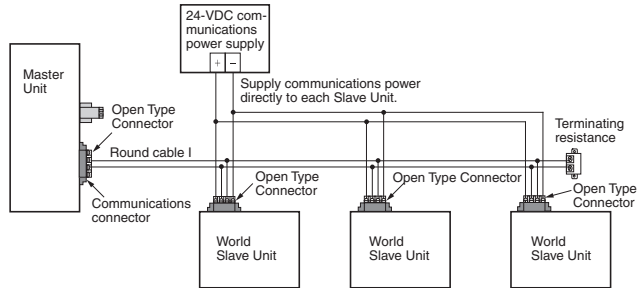 24-VDC com-
munications
power supply
+ −
Supply communications power
directly to each Slave Unit.
Master
Unit
Open Type
Connector
Terminating
resistance
Round cable I
Communications
connector
Open Type
Connector
Open Type Connector
Open Type
Connector
World
Slave Unit
World
Slave Unit
World
Slave Unit